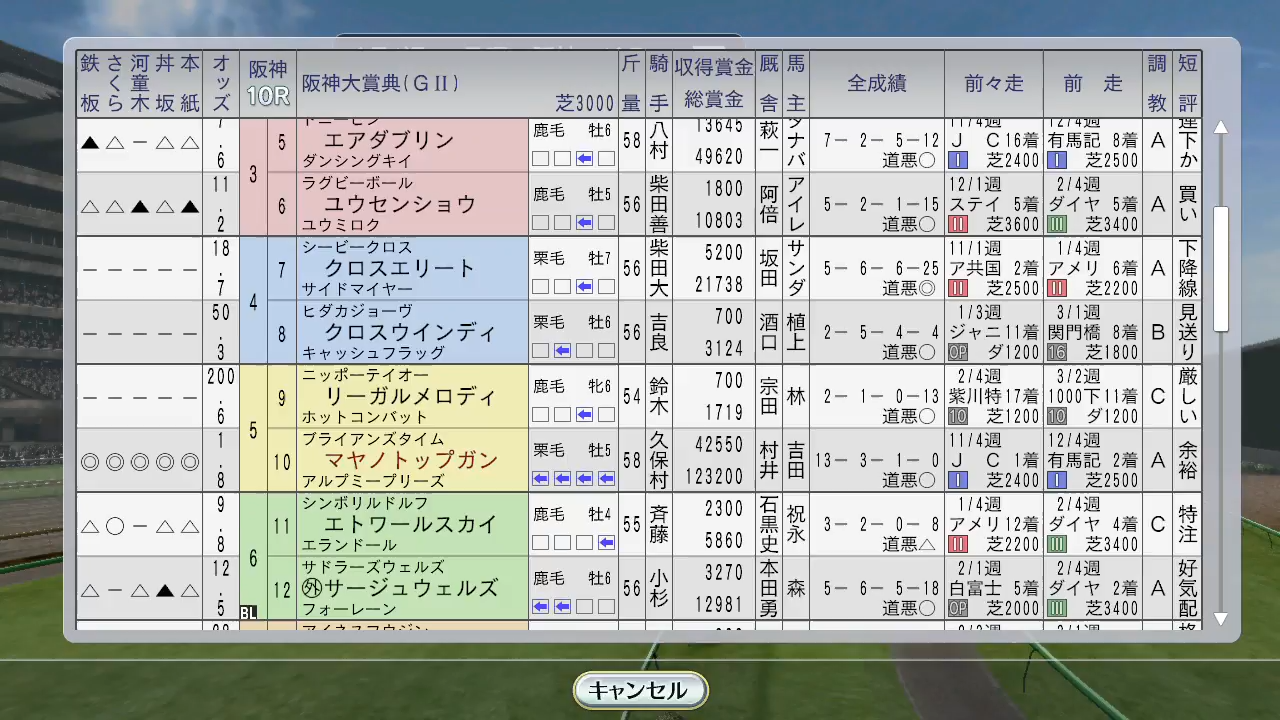 鉄板 さくら 河童木 丼坂 本紙 オッズ 阪神10R 阪神大賞典(GⅡ) 芝3000 斤量 騎手 収得賞金 総賞金 厩舎 馬主 全成績 前々走 前走 調教 短評
▲ △ − △ △ .6 3 5 エアダブリン ダンシングキイ 鹿毛 牡6 58 八村 13645 49620 萩一 タナバ 7− 2− 5−12 道悪○ 11/4週 J C16着 Ⅰ 芝2400 12/4週 有馬記 8着 Ⅰ 芝2500 A 連下か
△ △ ▲ △ ▲ 11.2 6 ラグビーボール ユウセンショウ ユウミロク 鹿毛 牡5 56 柴田善 1800 10803 阿倍 アイレ 5− 2− 1−15 道悪○ 12/1週 ステイ 5着 Ⅱ 芝3600 2/4週 ダイヤ 5着 Ⅲ 芝3400 A 買い
− − − − − 18.7 4 7 シービークロス クロスエリート サイドマイヤー 栗毛 牡7 56 柴田大 5200 21738 坂田 サンダ 5− 6− 6−25 道悪◎ 11/1週 ア共国 2着 Ⅱ 芝2500 1/4週 アメリ 6着 Ⅱ 芝2200 A 下降線
− − − − − 50.3 8 ヒダカジョーヴ クロスウインディ キャッシュフラッグ 栗毛 牡6 56 吉良 700 3124 酒口 植上 2− 5− 4− 4 道悪○ 1/3週 ジャニ11着 OP ダ1200 3/1週 関門橋 8着 16 芝1800 B 見送り
− − − − − 200.6 5 9 ニッポーテイオー リーガルメロディ ホットコンバット 鹿毛 牝6 54 鈴木 700 1719 宗田 林 2− 1− 0−13 道悪○ 2/4週 紫川特17着 10 芝1200 3/2週 1000下11着 10 ダ1200 C 厳しい
◎ ◎ ◎ ◎ ◎ 1.8 10 ブライアンズタイム マヤノトップガン アルプミープリーズ 栗毛 牡5 58 久保村 42550 123200 村井 吉田 13− 3− 1− 0 道悪○ 11/4週 J C 1着 Ⅰ 芝2400 12/4週 有馬記 2着 Ⅰ 芝2500 A 余裕
△ ○ − △ △ 9.8 6 11 シンボリルドルフ エトワールスカイ エランドール 鹿毛 牡4 55 斉藤 2300 5860 石黒史 祝永 3− 2− 0− 8 道悪△ 1/4週 アメリ12着 Ⅱ 芝2200 2/4週 ダイヤ 4着 Ⅲ 芝3400 C 特注
△ − △ ▲ △ 12.5 BL 12 サドラーズウェルズ ㊕サージュウェルズ フォーレーン 鹿毛 牡6 56 小杉 3270 12981 本田勇 森 5− 6− 5−18 道悪○ 2/1週 白富士 5着 OP 芝2000 2/4週 ダイヤ 2着 Ⅲ 芝3400 A 好気配
キャンセル